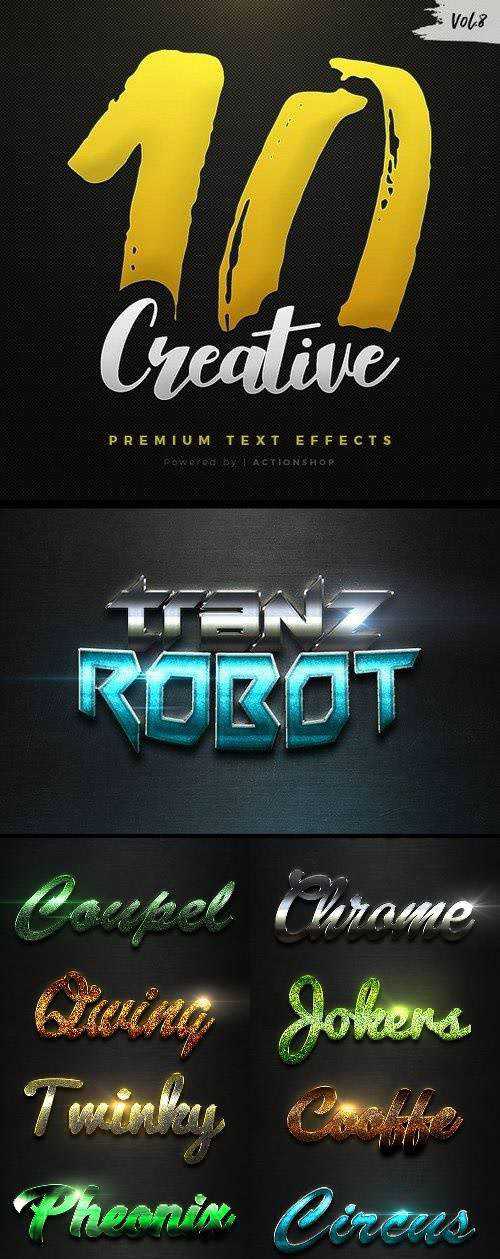 Vol.8
10
Creative
PREMIUM TEXT EFFECTS
Powered by | ACTIONSHOP
TRANZ
ROBOT
Coupel
Chrome
Qwinq
Jokers
Twinky
Cooffe
Pheonix
Circus